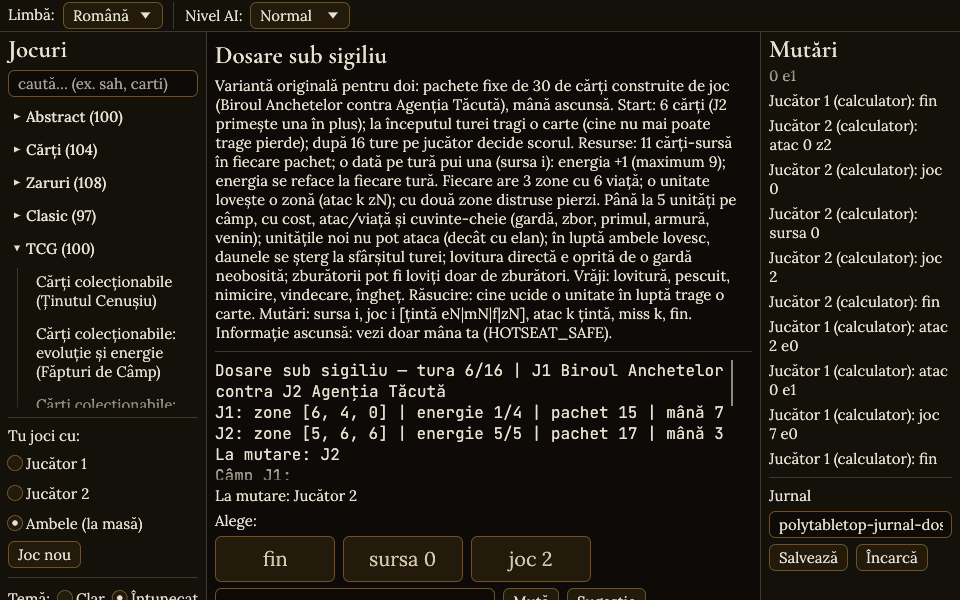 Limbă: Română Nivel AI: Normal
Jocuri
caută... (ex. sah, carti)
Abstract (100)
Cărți (104)
Zaruri (108)
Clasic (97)
TCG (100)
Cărți colecționabile
(Ținutul Cenușiu)
Cărți colecționabile:
evoluție și energie
(Făpturi de Câmp)
Cărți colecționabile:
Tu joci cu:
Jucător 1
Jucător 2
Ambele (la masă)
Joc nou
Temă: Clar Întunecat
Dosare sub sigiliu
Variantă originală pentru doi: pachete fixe de 30 de cărți construite de joc
(Biroul Anchetelor contra Agenția Tăcută), mână ascunsă. Start: 6 cărți (J2
primește una în plus); la începutul turei tragi o carte (cine nu mai poate
trage pierde); după 16 ture pe jucător decide scorul. Resurse: 11 cărți-sursă
în fiecare pachet; o dată pe tură pui una (sursa i): energia +1 (maximum 9);
energia se reface la fiecare tură. Fiecare are 3 zone cu 6 viață; o unitate
lovește o zonă (atac k zN); cu două zone distruse pierzi. Până la 5 unități pe
câmp, cu cost, atac/viață și cuvinte-cheie (gardă, zbor, primul, armură,
venin); unitățile noi nu pot ataca (decât cu elan); în luptă ambele lovesc,
daunele se șterg la sfârșitul turei; lovitura directă e oprită de o gardă
neobosită; zburătorii pot fi loviți doar de zburători. Vrăji: lovitură, pescuit,
nimicire, vindecare, îngheț. Răsucire: cine ucide o unitate în luptă trage o
carte. Mutări: sursa i, joc i [țintă eN|mN|f|zN], atac k țintă, miss k, fin.
Informație ascunsă: vezi doar mâna ta (HOTSEAT_SAFE).
Dosare sub sigiliu — tura 6/16 | J1 Biroul Anchetelor
contra J2 Agenția Tăcută
J1: zone [6, 4, 0] | energie 1/4 | pachet 15 | mână 7
J2: zone [5, 6, 6] | energie 5/5 | pachet 17 | mână 3
La mutare: J2
Câmp J1:
La mutare: Jucător 2
Alege:
fin
sursa 0
joc 2
Mută
Sugestie
Mutări
0 e1
Jucător 1 (calculator): fin
Jucător 2 (calculator):
atac 0 z2
Jucător 2 (calculator): joc
0
Jucător 2 (calculator):
sursa 0
Jucător 2 (calculator): joc
2
Jucător 2 (calculator): fin
Jucător 1 (calculator): atac
2 e0
Jucător 1 (calculator): atac
0 e1
Jucător 1 (calculator): joc
7 e0
Jucător 1 (calculator): fin
Jurnal
polytabletop-jurnal-dos
Salvează
Încarcă